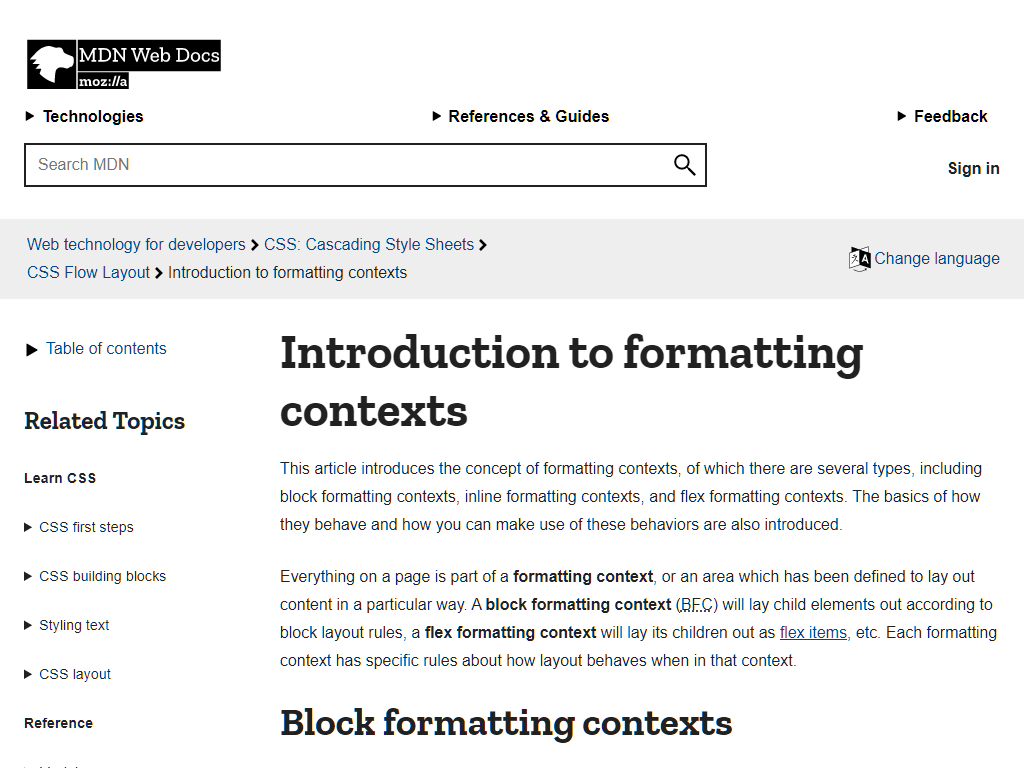 MDN Web Docs
moz://a
Technologies
References & Guides
Feedback
Search MDN
Sign in
Web technology for developers
CSS: Cascading Style Sheets
CSS Flow Layout
Introduction to formatting contexts
Change language
Table of contents
Related Topics
Learn CSS
CSS first steps
CSS building blocks
Styling text
CSS layout
Reference
Introduction to formatting
contexts
This article introduces the concept of formatting contexts, of which there are several types, including
block formatting contexts, inline formatting contexts, and flex formatting contexts. The basics of how
they behave and how you can make use of these behaviors are also introduced.
Everything on a page is part of a formatting context, or an area which has been defined to lay out
content in a particular way. A block formatting context (BFC) will lay child elements out according to
block layout rules, a flex formatting context will lay its children out as flex items, etc. Each formatting
context has specific rules about how layout behaves when in that context.
Block formatting contexts